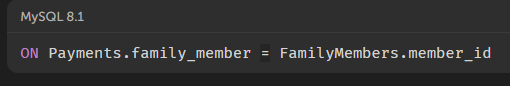 MySQL 8.1
ON Payments.family_member = FamilyMembers.member_id